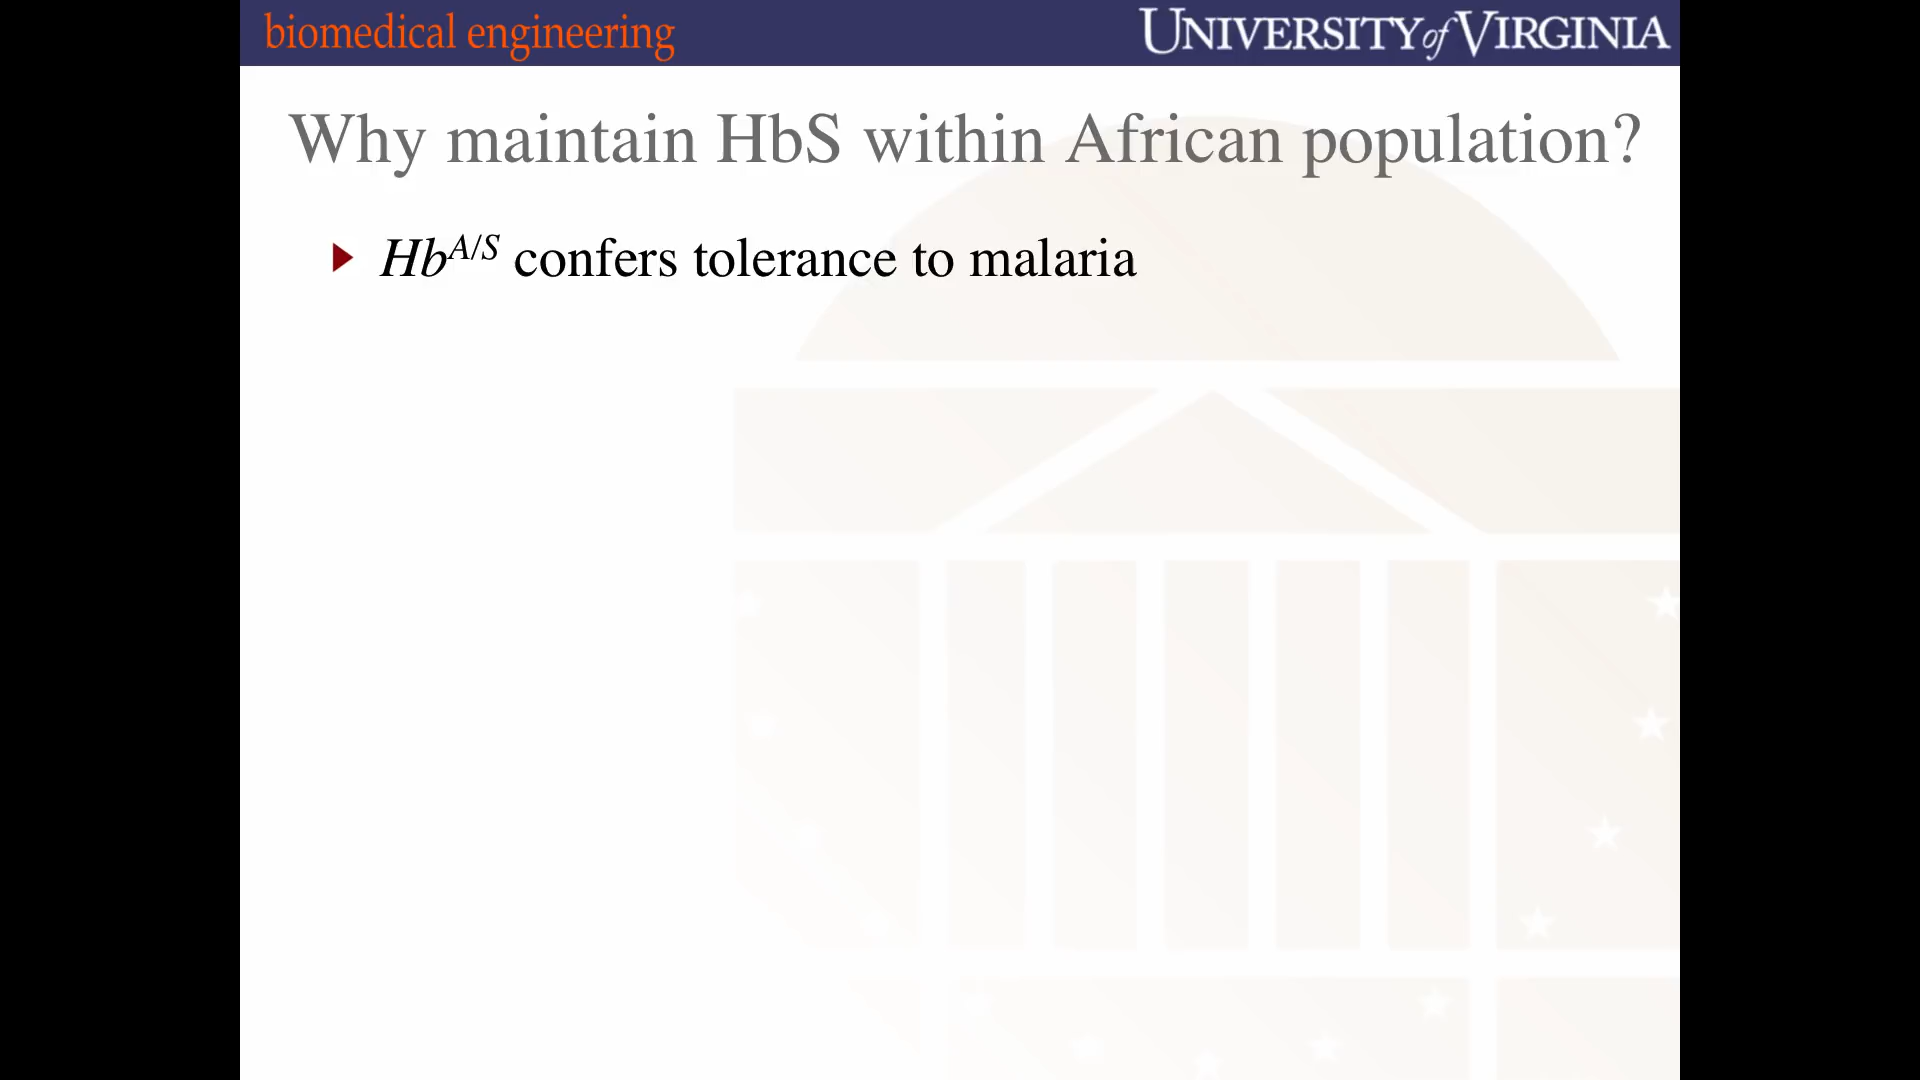 biomedical engineering
UNIVERSITY of VIRGINIA
Why maintain HbS within African population?
Hb^A/S confers tolerance to malaria